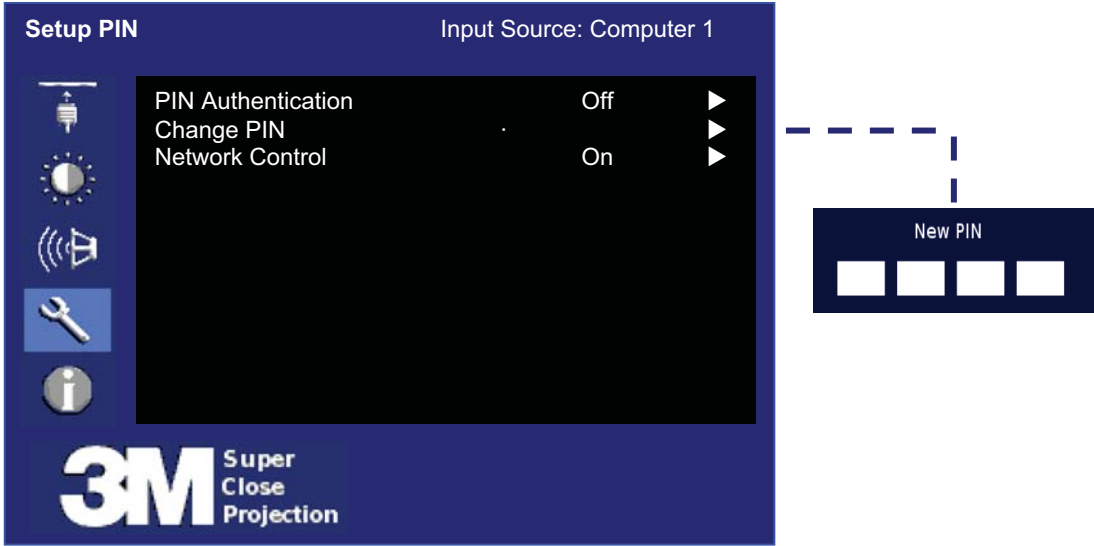 Setup PIN Input Source: Computer 1
PIN Authentication Off
Change PIN
Network Control On
New PIN
3M Super
Close
Projection